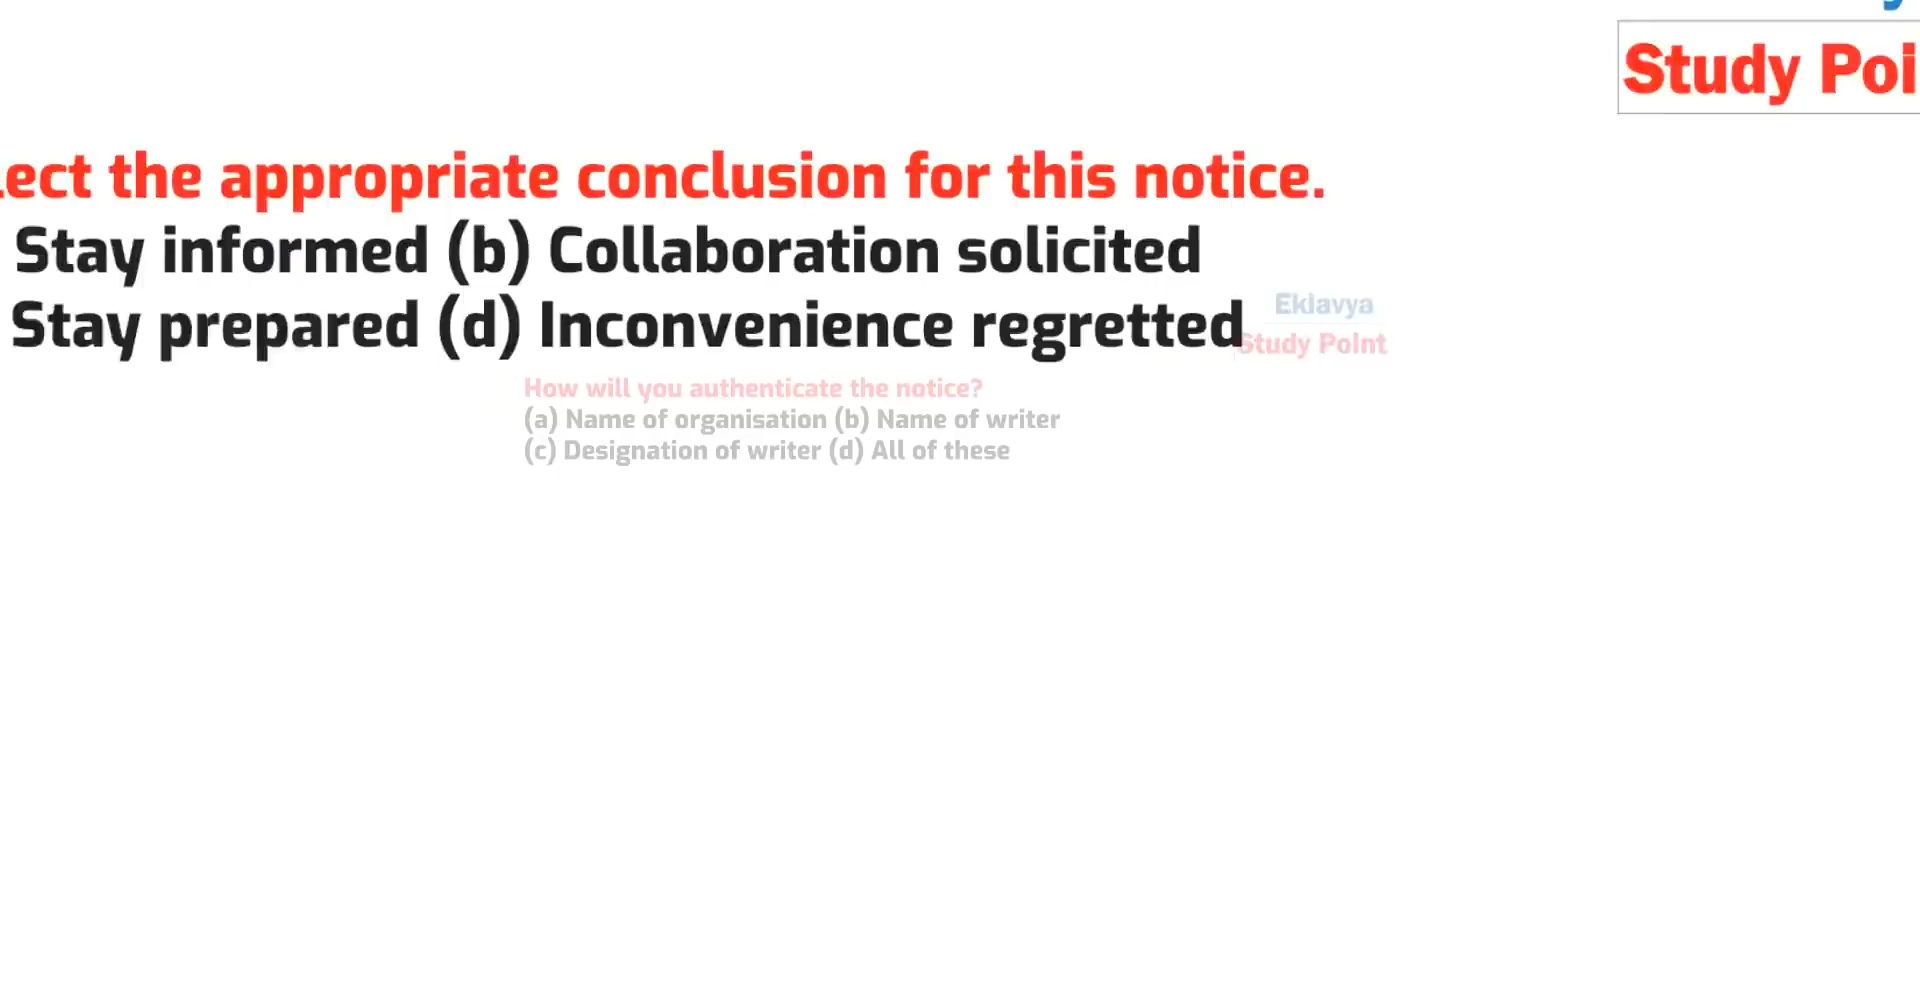 Study Poi
lect the appropriate conclusion for this notice.
Stay informed (b) Collaboration solicited
Stay prepared (d) Inconvenience regretted
Eklavya
Study Point
How will you authenticate the notice?
(a) Name of organisation (b) Name of writer
(c) Designation of writer (d) All of these